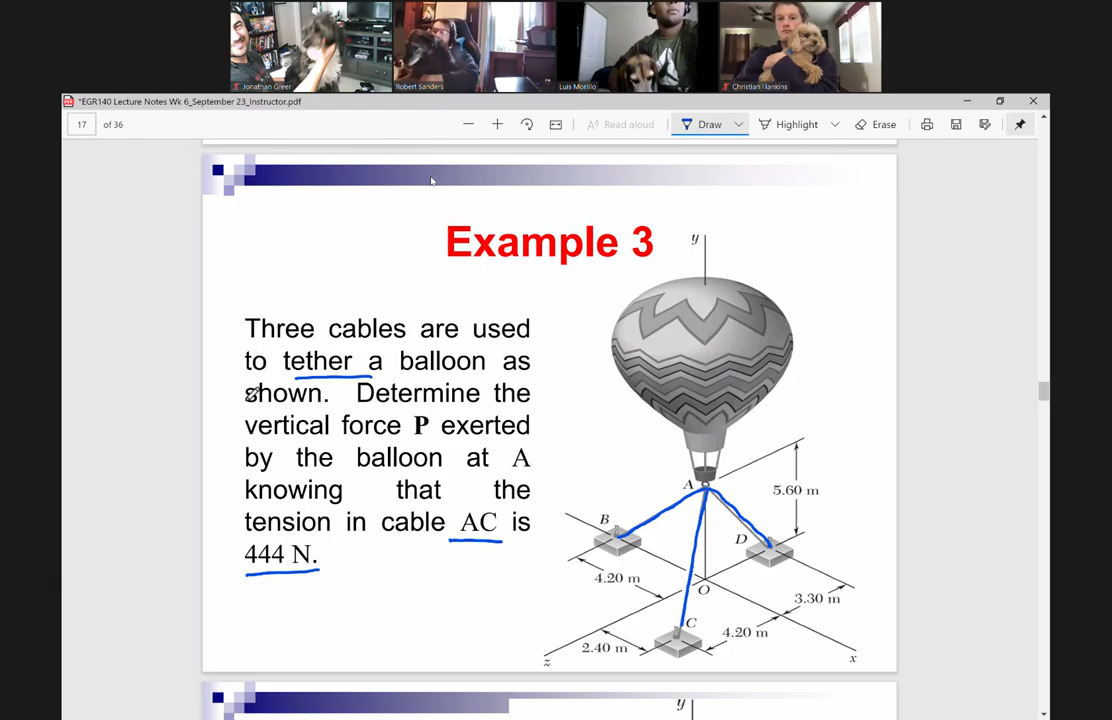 Jonathan Greer
Robert Sanders
Luis Morillo
Christian Hankins
*EGR140 Lecture Notes Wk 6_September 23_Instructor.pdf
17 of 36
Read aloud
Draw
Highlight
Erase
Example 3
Three cables are used
to tether a balloon as
shown. Determine the
vertical force P exerted
by the balloon at A
knowing that the
tension in cable AC is
444 N.
y
A
5.60 m
B
D
4.20 m
O
3.30 m
C
4.20 m
2.40 m
z
x
y